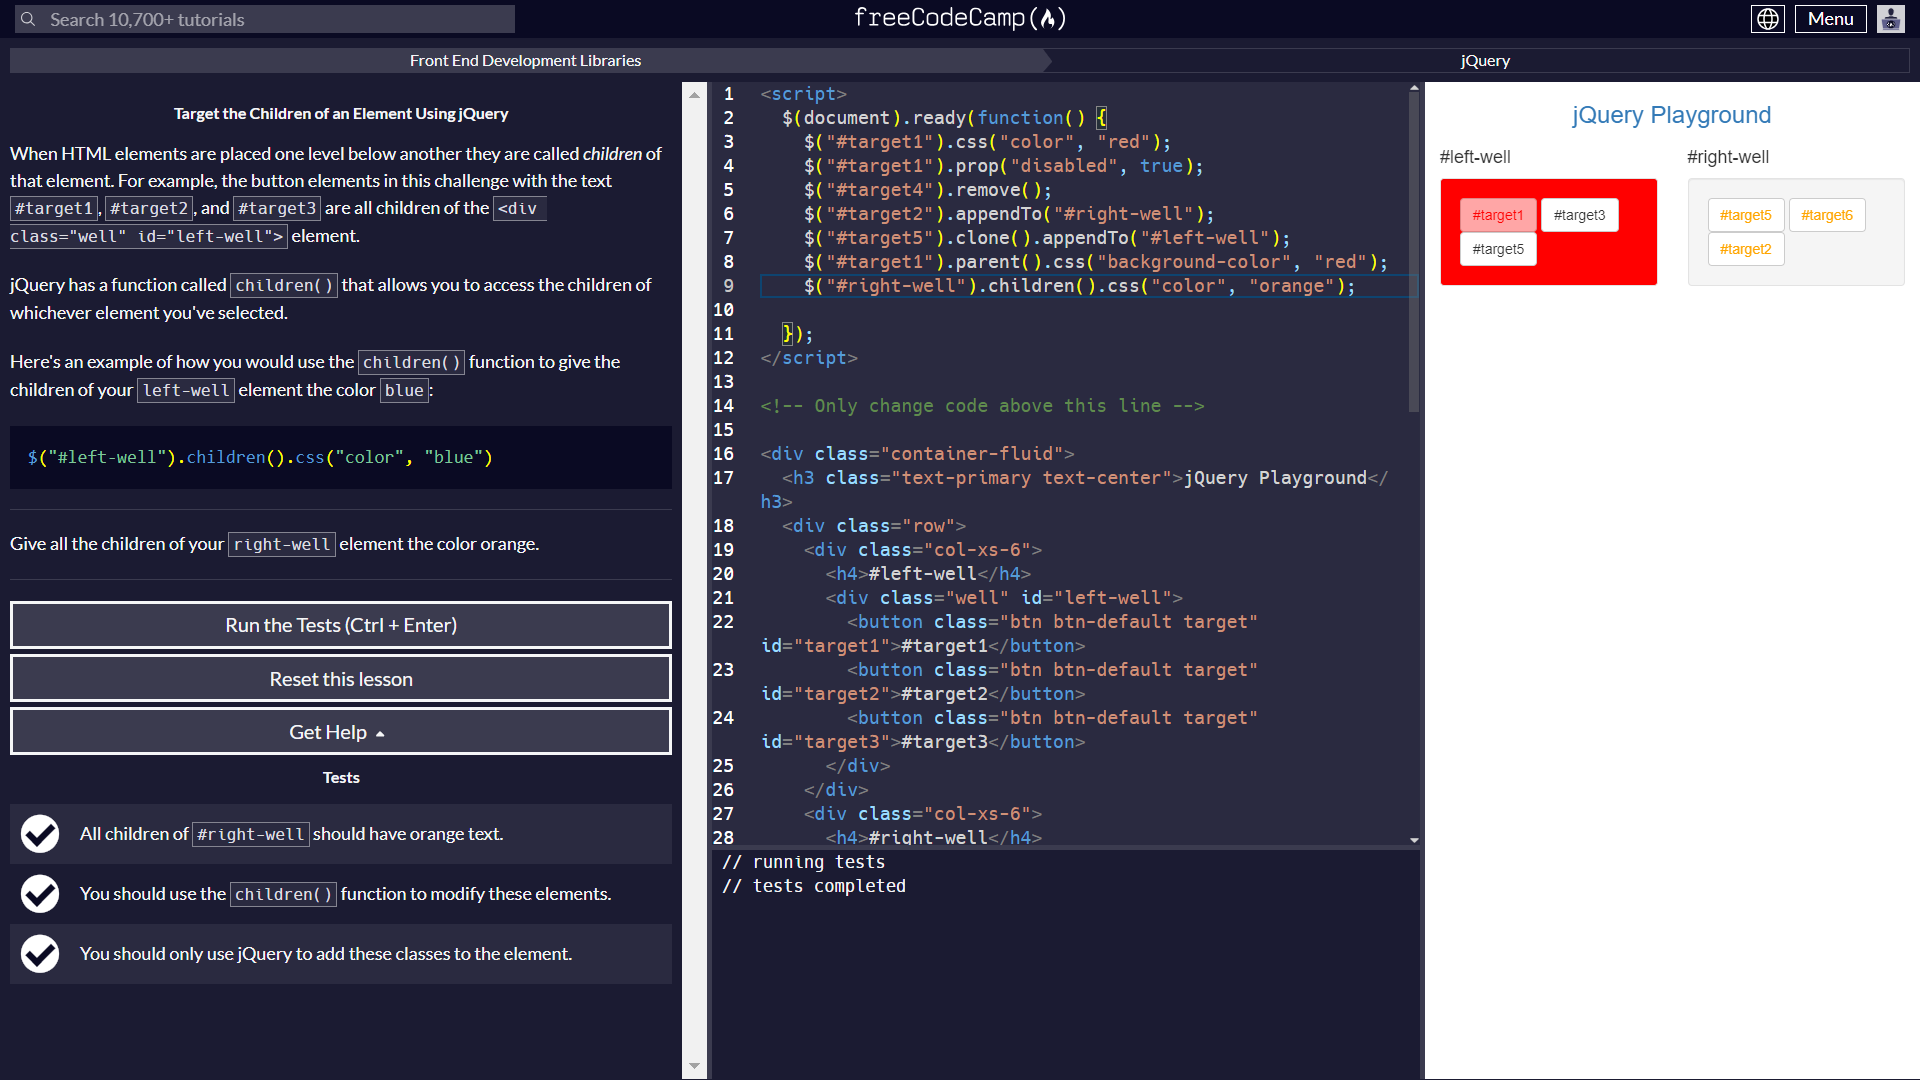 Search 10,700+ tutorials
freeCodeCamp
Menu
Front End Development Libraries
jQuery
Target the Children of an Element Using jQuery
When HTML elements are placed one level below another they are called children of
that element. For example, the button elements in this challenge with the text
#target1, #target2, and #target3 are all children of the <div
class="well" id="left-well"> element.
jQuery has a function called children() that allows you to access the children of
whichever element you've selected.
Here's an example of how you would use the children() function to give the
children of your left-well element the color blue:
$("#left-well").children().css("color", "blue")
Give all the children of your right-well element the color orange.
Run the Tests (Ctrl + Enter)
Reset this lesson
Get Help
Tests
All children of #right-well should have orange text.
You should use the children() function to modify these elements.
You should only use jQuery to add these classes to the element.
1 <script>
2 $(document).ready(function() {
3 $("#target1").css("color", "red");
4 $("#target1").prop("disabled", true);
5 $("#target4").remove();
6 $("#target2").appendTo("#right-well");
7 $("#target5").clone().appendTo("#left-well");
8 $("#target1").parent().css("background-color", "red");
9 $("#right-well").children().css("color", "orange");
10
11 });
12 </script>
13
14 <!-- Only change code above this line -->
15
16 <div class="container-fluid">
17 <h3 class="text-primary text-center">jQuery Playground</
h3>
18 <div class="row">
19 <div class="col-xs-6">
20 <h4>#left-well</h4>
21 <div class="well" id="left-well">
22 <button class="btn btn-default target"
id="target1">#target1</button>
23 <button class="btn btn-default target"
id="target2">#target2</button>
24 <button class="btn btn-default target"
id="target3">#target3</button>
25 </div>
26 </div>
27 <div class="col-xs-6">
28 <h4>#right-well</h4>
// running tests
// tests completed
jQuery Playground
#left-well
#right-well
#target1 #target3
#target5
#target5 #target6
#target2